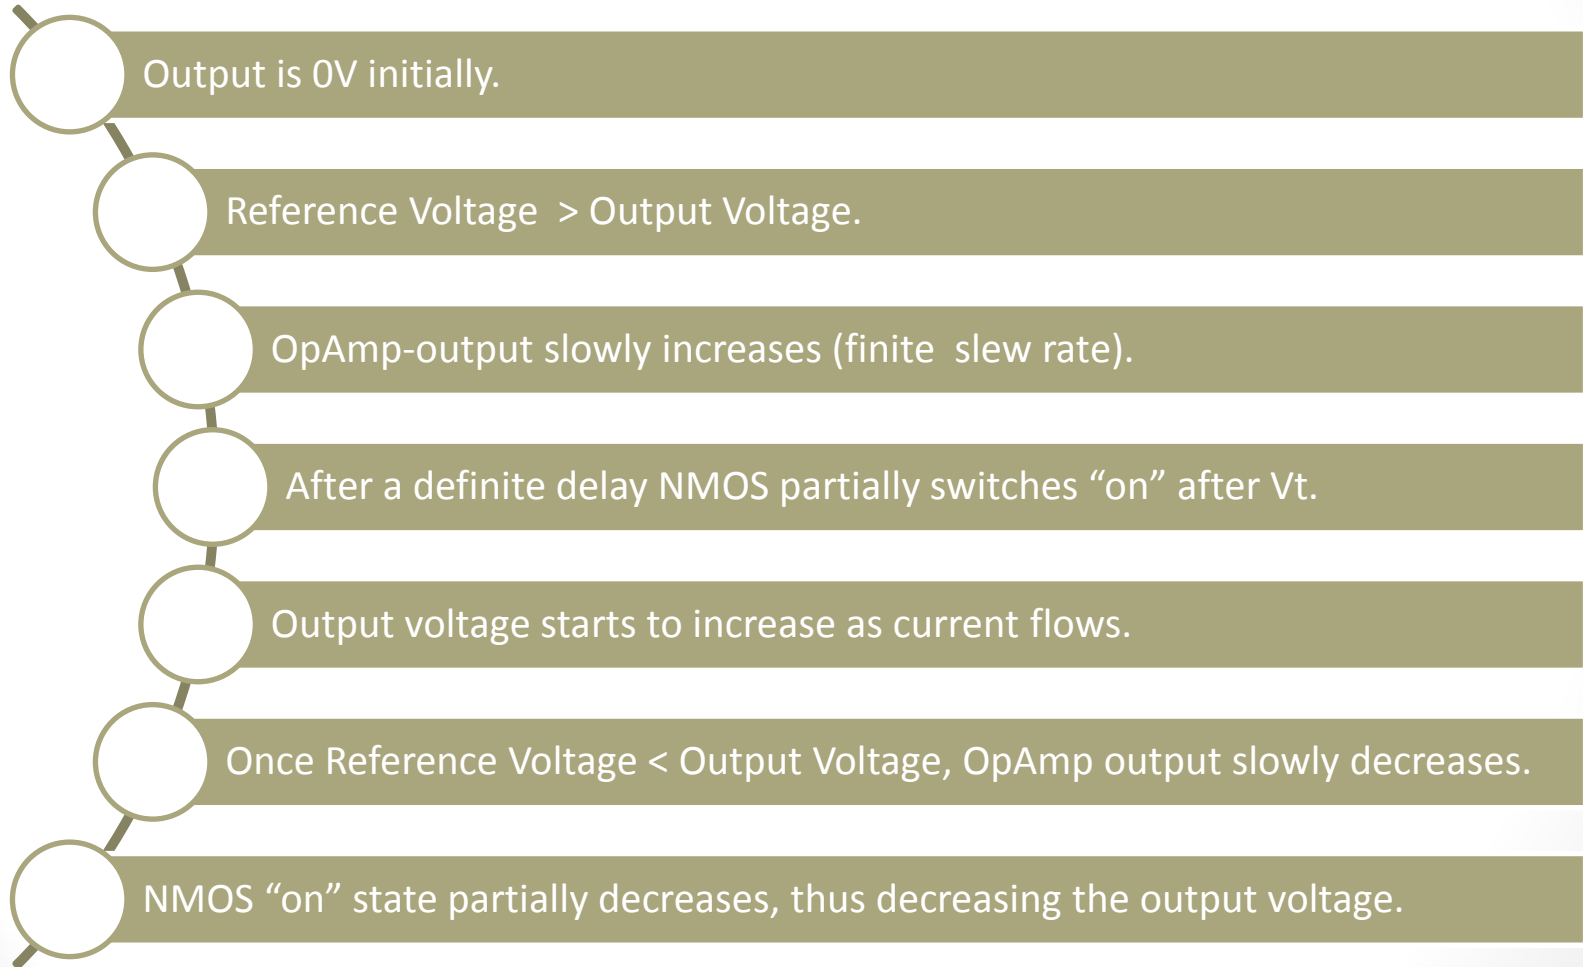 Output is 0V initially.
Reference Voltage  > Output Voltage.
OpAmp-output slowly increases (finite  slew rate).
After a definite delay NMOS partially switches “on” after Vt.
Output voltage starts to increase as current flows.
Once Reference Voltage < Output Voltage, OpAmp output slowly decreases.
NMOS “on” state partially decreases, thus decreasing the output voltage.